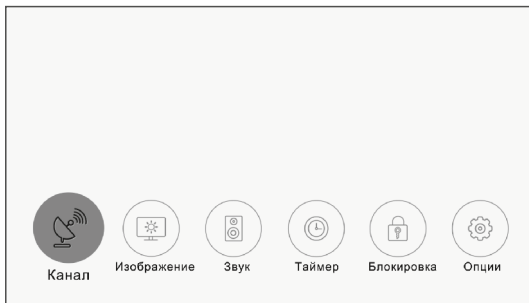 Канал
Изображение
Звук
Таймер
Блокировка
Опции